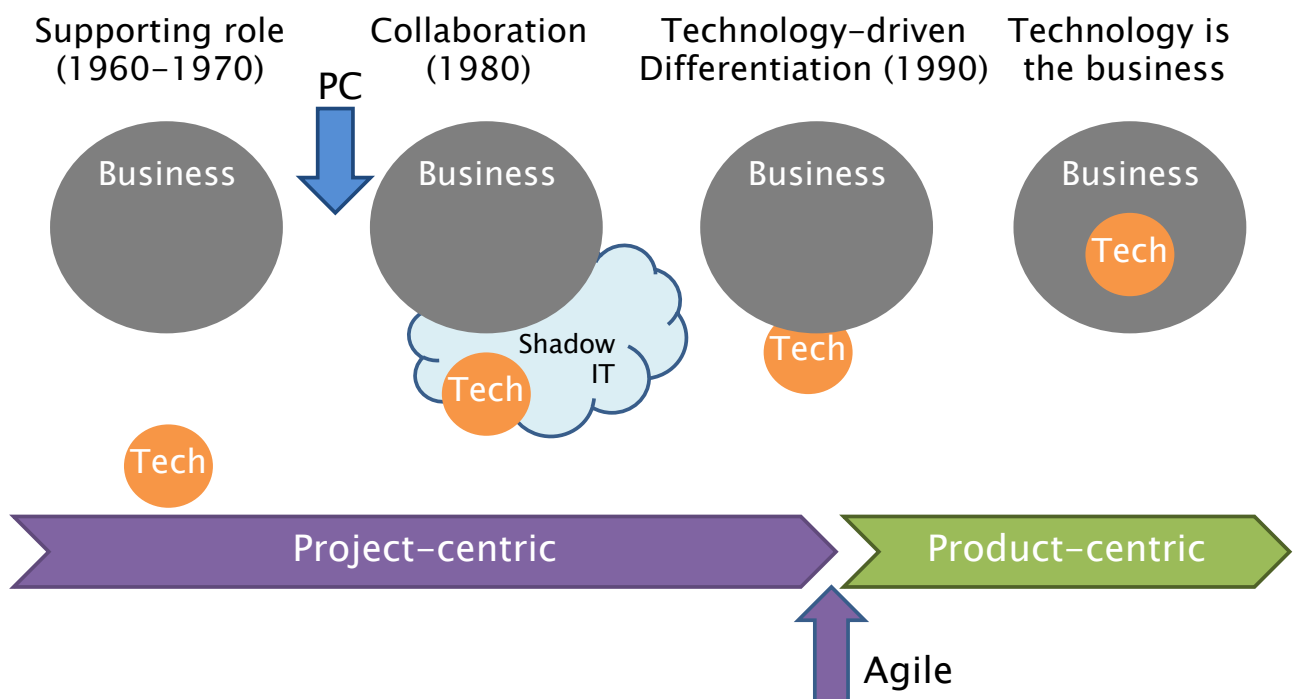 Supporting role
(1960-1970)
PC
Collaboration
(1980)
Technology-driven
Differentiation (1990)
Technology is
the business
Business
Business
Business
Business
Tech
Shadow
IT
Tech
Tech
Tech
Project-centric
Product-centric
Agile